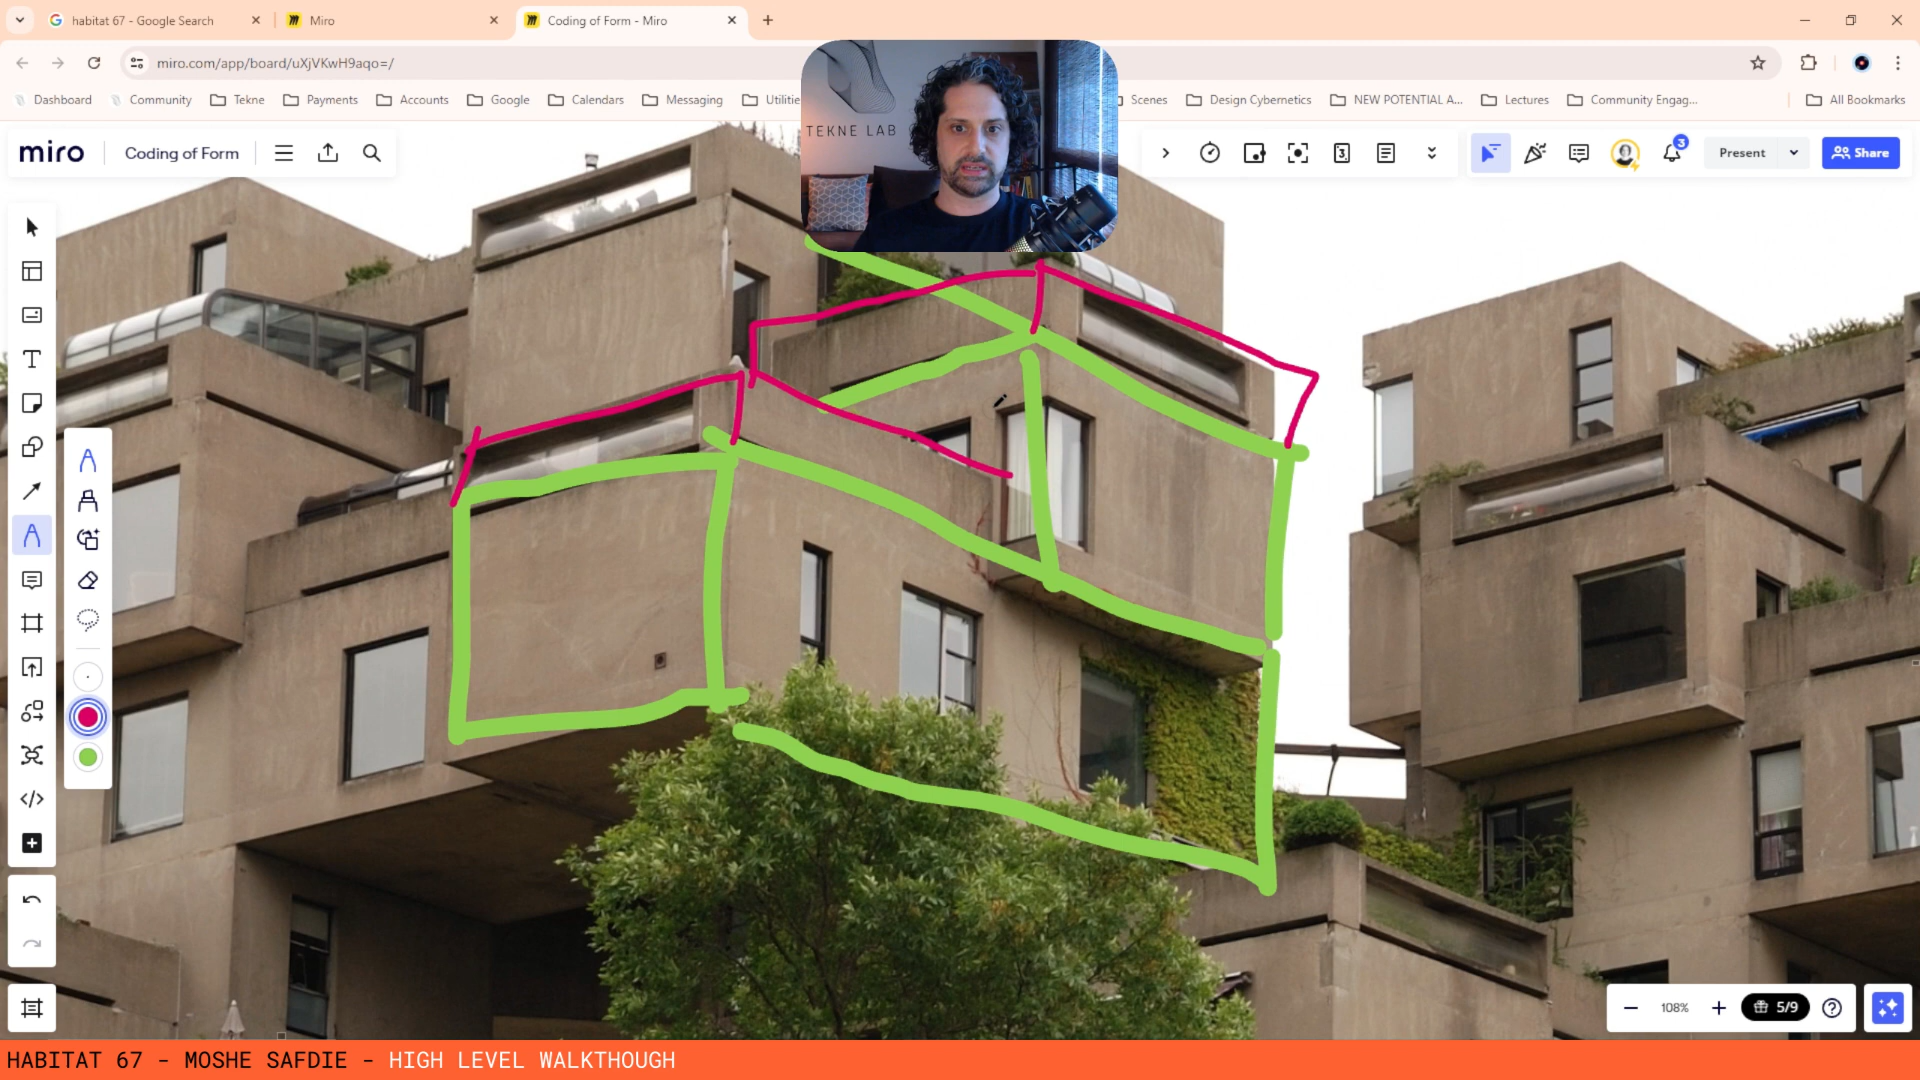 habitat 67 - Google Search
Miro
Coding of Form - Miro
miro.com/app/board/uXjVKwH9aqo=/
Dashboard
Community
Tekne
Payments
Accounts
Google
Calendars
Messaging
Scenes
Design Cybernetics
NEW POTENTIAL A...
Lectures
Community Engag...
All Bookmarks
TEKNE LAB
miro
Coding of Form
3
3
Present
Share
108%
5/9
HABITAT 67 - MOSHE SAFDIE - HIGH LEVEL WALKTHOUGH